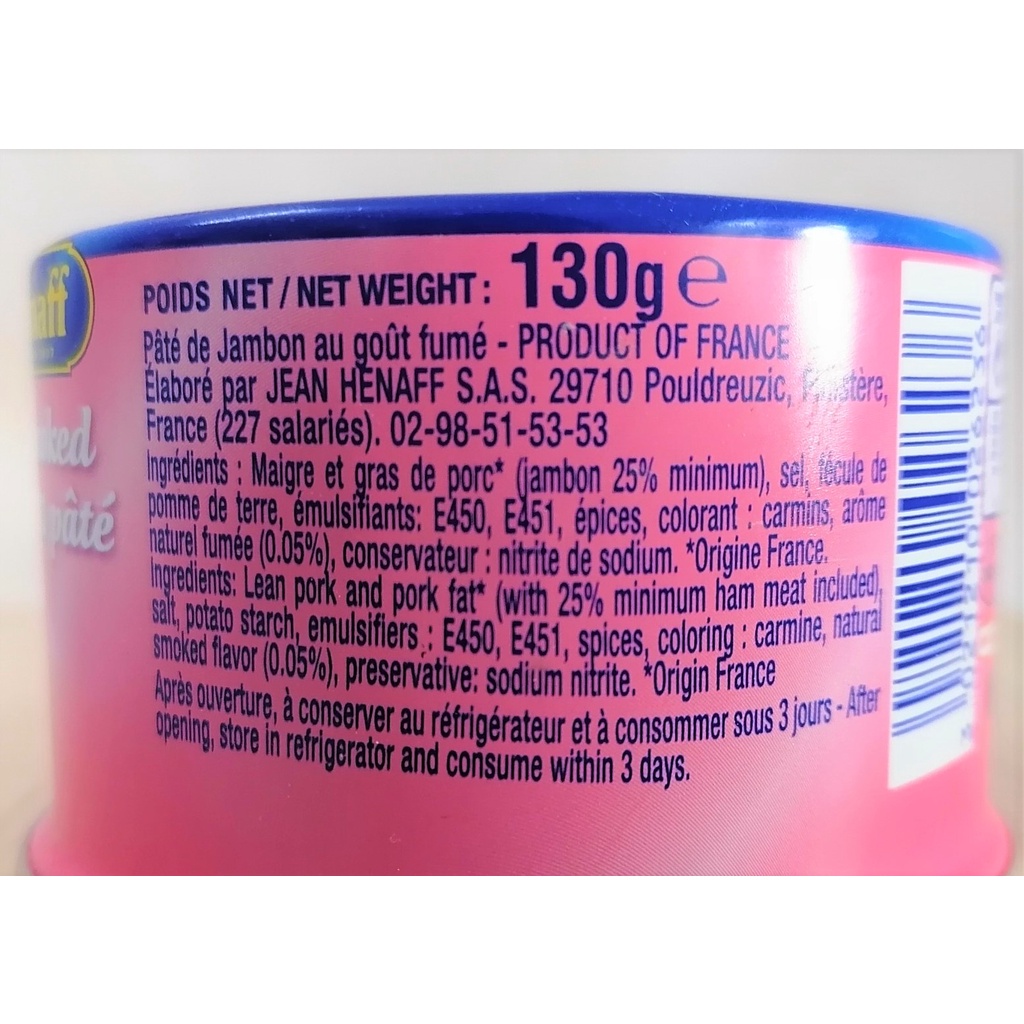 POIDS NET / NET WEIGHT : 130g e
Pâté de Jambon au goût fumé - PRODUCT OF FRANCE
Élaboré par JEAN HÉNAFF S.A.S. 29710 Pouldreuzic,
France (227 salariés). 02-98-51-53-53
Ingrédients : Maigre et gras de porc* (jambon 25% minimum), sel, fécule de
pomme de terre, émulsifiants: E450, E451, épices, colorant : carmins, arôme
naturel fumée (0.05%), conservateur : nitrite de sodium. *Origine France.
Ingredients: Lean pork and pork fat* (with 25% minimum ham meat included),
salt, potato starch, emulsifiers : E450, E451, spices, coloring : carmine, natural
smoked flavor (0,05%), preservative: sodium nitrite. *Origin France
Après ouverture, à conserver au réfrigérateur et à consommer sous 3 jours - After
opening, store in refrigerator and consume within 3 days.
pâté